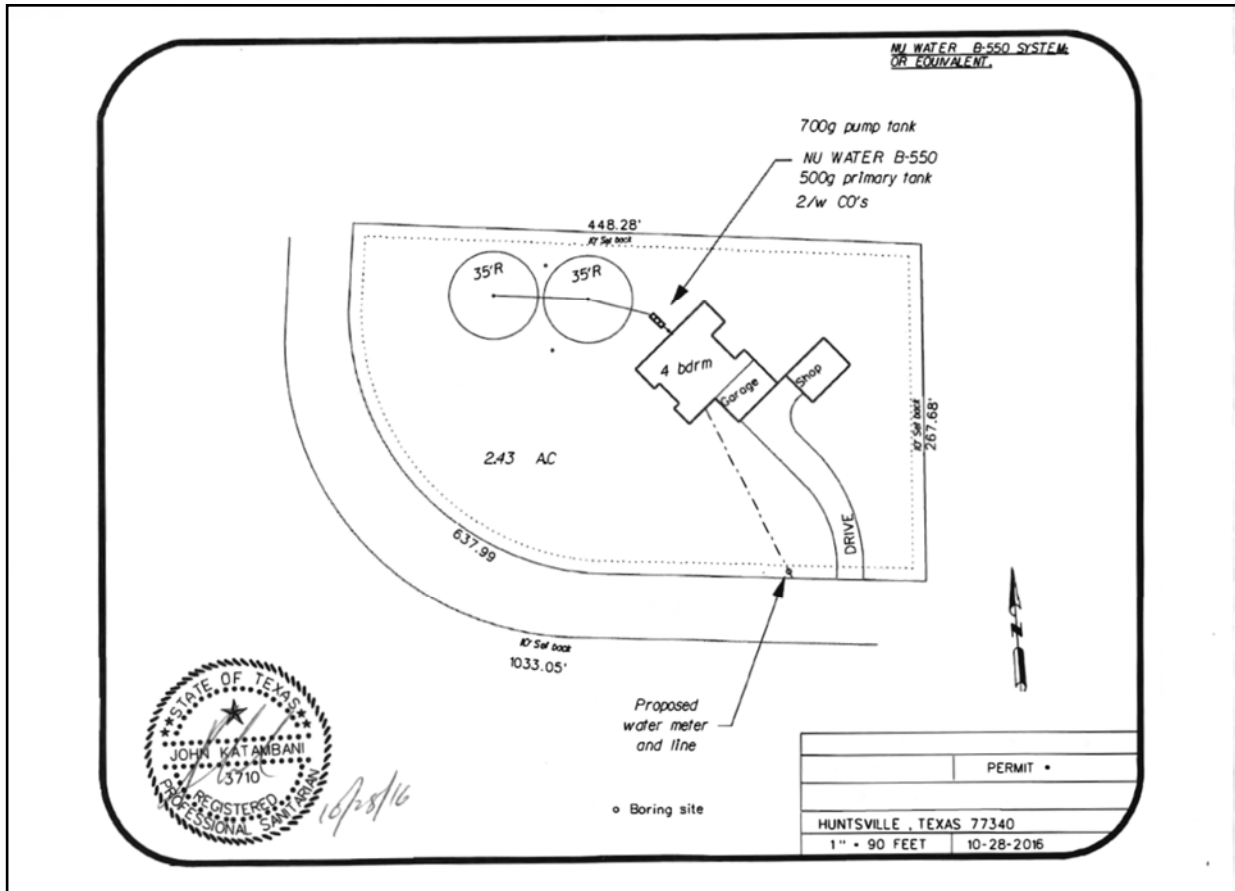 NU WATER B-550 SYSTEM:
OR EQUIVALENT.
700g pump tank
NU WATER B-550
500g primary tank
2/w CO's
448.28'
10' Set back
35'R
35'R
4 bdrm
Garage
Shop
10' Set back
267.68'
2.43 AC
637.99
DRIVE
10' Set back
1033.05'
Proposed
water meter
and line
N
STATE OF TEXAS
JOHN KATAMBANI
3710
REGISTERED
PROFESSIONAL SANITARIAN
10/28/16
Boring site
PERMIT •
HUNTSVILLE , TEXAS 77340
1" = 90 FEET 10-28-2016